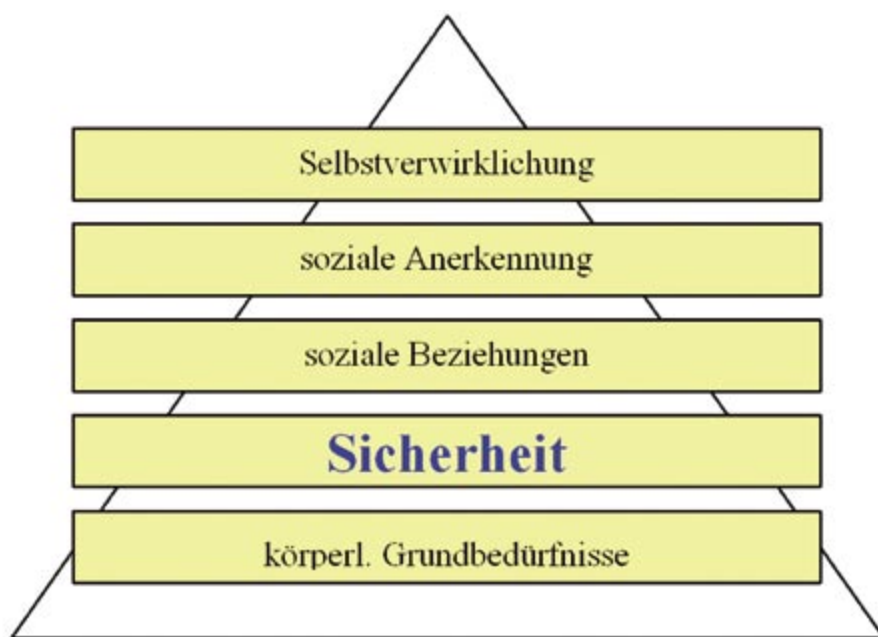 Selbstverwirklichung
soziale Anerkennung
soziale Beziehungen
Sicherheit
körperl. Grundbedürfnisse